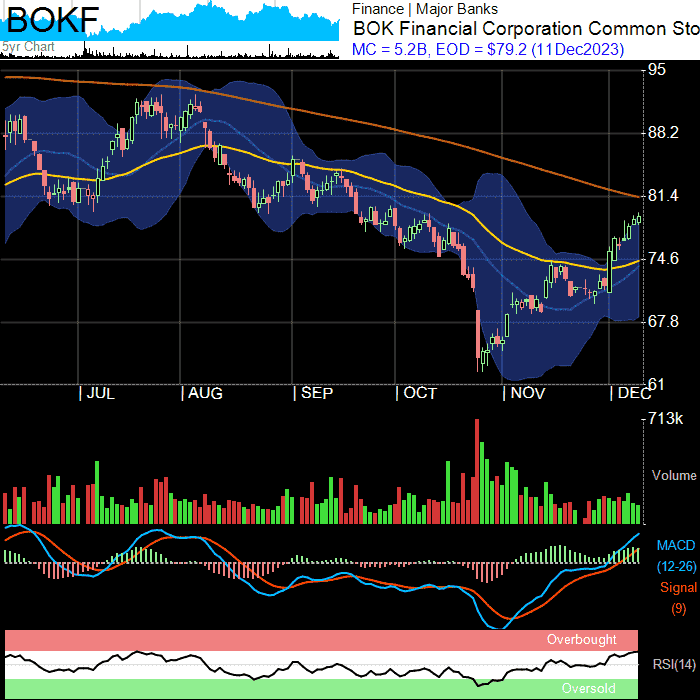 BOKF
5yr Chart
Finance | Major Banks
BOK Financial Corporation Common Sto
MC = 5.2B, EOD = $79.2 (11Dec2023)
95
88.2
81.4
74.6
67.8
61
| JUL | AUG | SEP | OCT | NOV | DEC
713k
Volume
MACD
(12-26)
Signal
(9)
Overbought
RSI(14)
Oversold